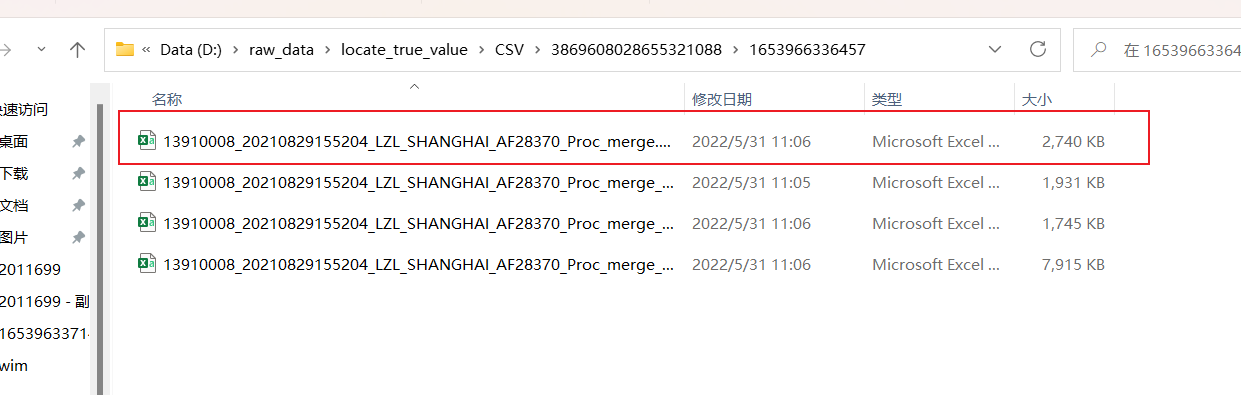 « Data (D:) › raw_data › locate_true_value › CSV › 3869608028655321088 › 1653966336457
在 16539663364
名称 修改日期 类型 大小
速访问
桌面
下载
文档
图片
2011699
2011699 - 副
16539633714
wim
13910008_20210829155204_LZL_SHANGHAI_AF28370_Proc_merge.... 2022/5/31 11:06 Microsoft Excel ... 2,740 KB
13910008_20210829155204_LZL_SHANGHAI_AF28370_Proc_merge_... 2022/5/31 11:05 Microsoft Excel ... 1,931 KB
13910008_20210829155204_LZL_SHANGHAI_AF28370_Proc_merge_... 2022/5/31 11:06 Microsoft Excel ... 1,745 KB
13910008_20210829155204_LZL_SHANGHAI_AF28370_Proc_merge_... 2022/5/31 11:06 Microsoft Excel ... 7,915 KB